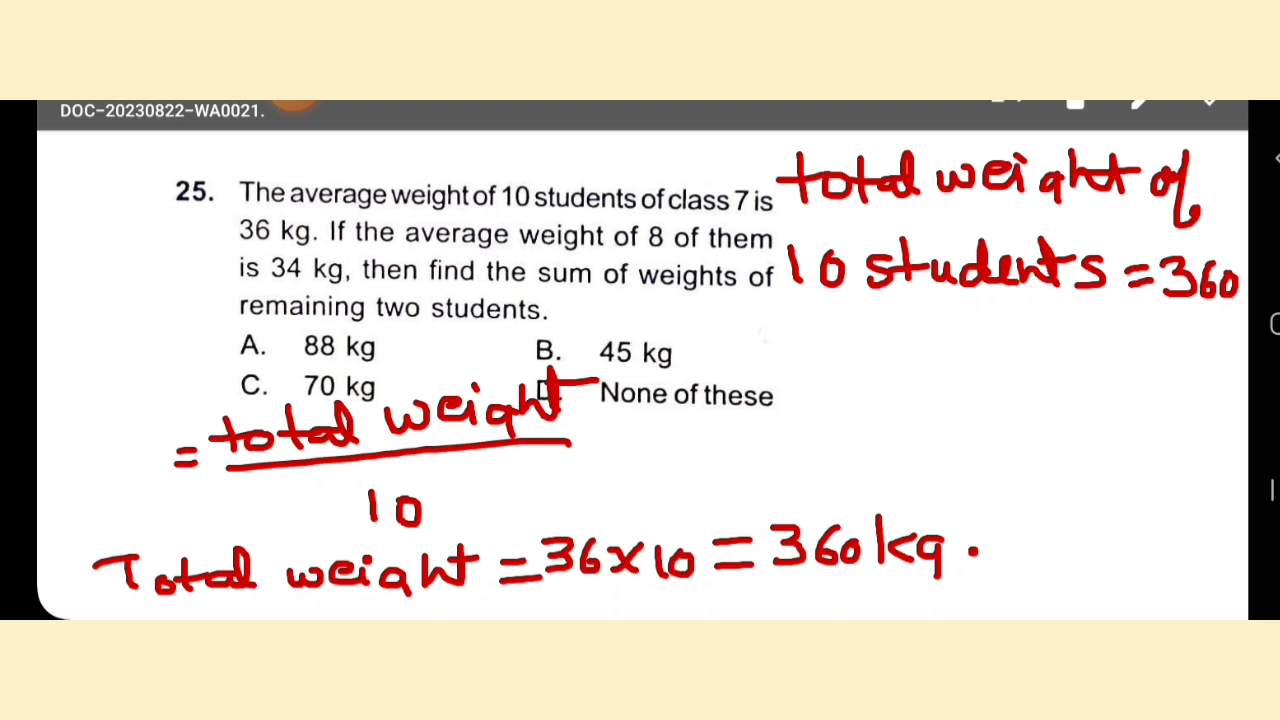 DOC-20230822-WA0021.
25. The average weight of 10 students of class 7 is
36 kg. If the average weight of 8 of them
is 34 kg, then find the sum of weights of
remaining two students.
A. 88 kg B. 45 kg
C. 70 kg D. None of these
total weight of
10 students = 360
= total weight
10
Total weight = 36 x 10 = 360 kg.